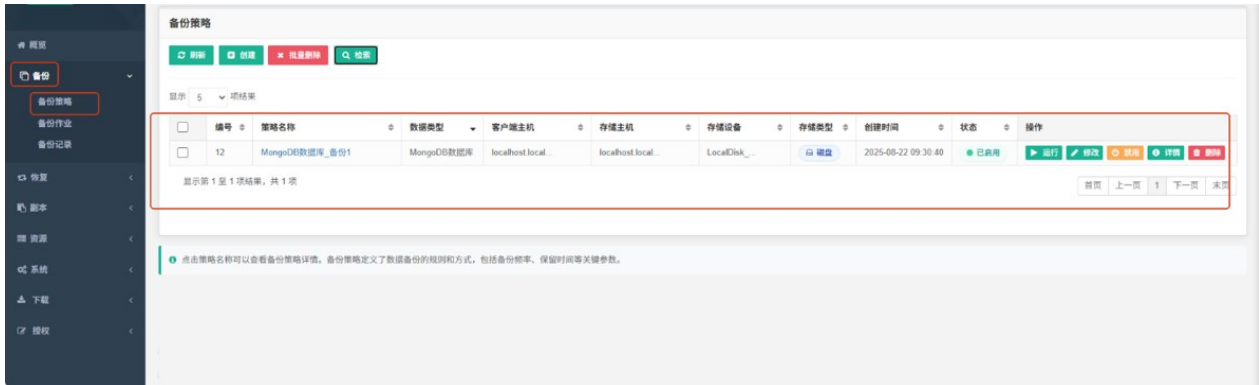 概览
备份
备份策略
备份作业
备份记录
恢复
副本
资源
系统
下载
授权
备份策略
刷新 创建 批量删除 检索
显示 5 项结果
编号 策略名称 数据类型 客户端主机 存储主机 存储设备 存储类型 创建时间 状态 操作
12 MongoDB数据库_备份1 MongoDB数据库 localhost.local... localhost.local... LocalDisk_... 磁盘 2025-08-22 09:30:40 已启用 运行 修改 禁用 详情 删除
显示第 1 至 1 项结果，共 1 项
首页 上一页 1 下一页 末页
点击策略名称可以查看备份策略详情。备份策略定义了数据备份的规则和方式，包括备份频率、保留时间等关键参数。